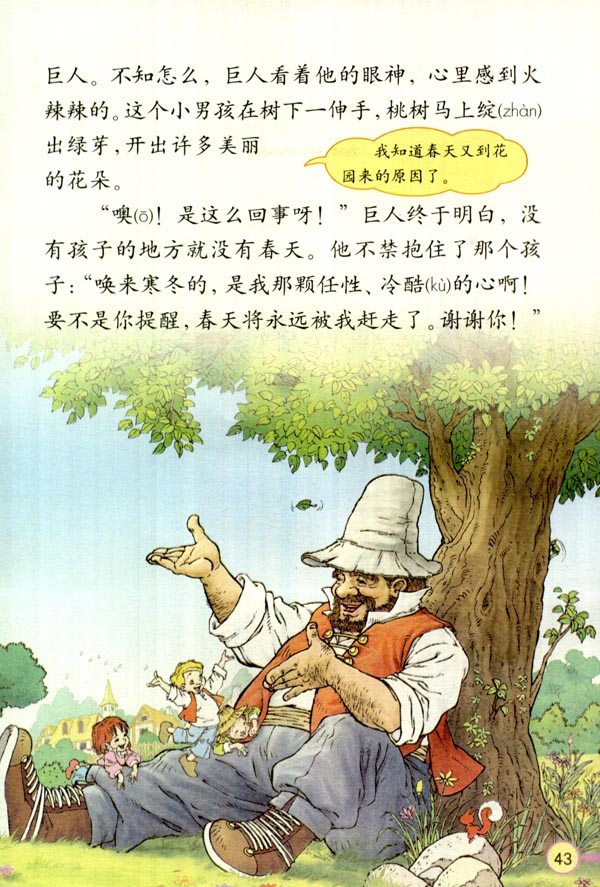 巨人。不知怎么，巨人看着他的眼神，心里感到火
辣辣的。这个小男孩在树下一伸手，桃树马上绽(zhàn)
出绿芽，开出许多美丽
的花朵。
我知道春天又到花
园来的原因了。
“噢(ō)！是这么回事呀！”巨人终于明白，没
有孩子的地方就没有春天。他不禁抱住了那个孩
子：“唤来寒冬的，是我那颗任性、冷酷(kù)的心啊！
要不是你提醒，春天将永远被我赶走了。谢谢你！”
43